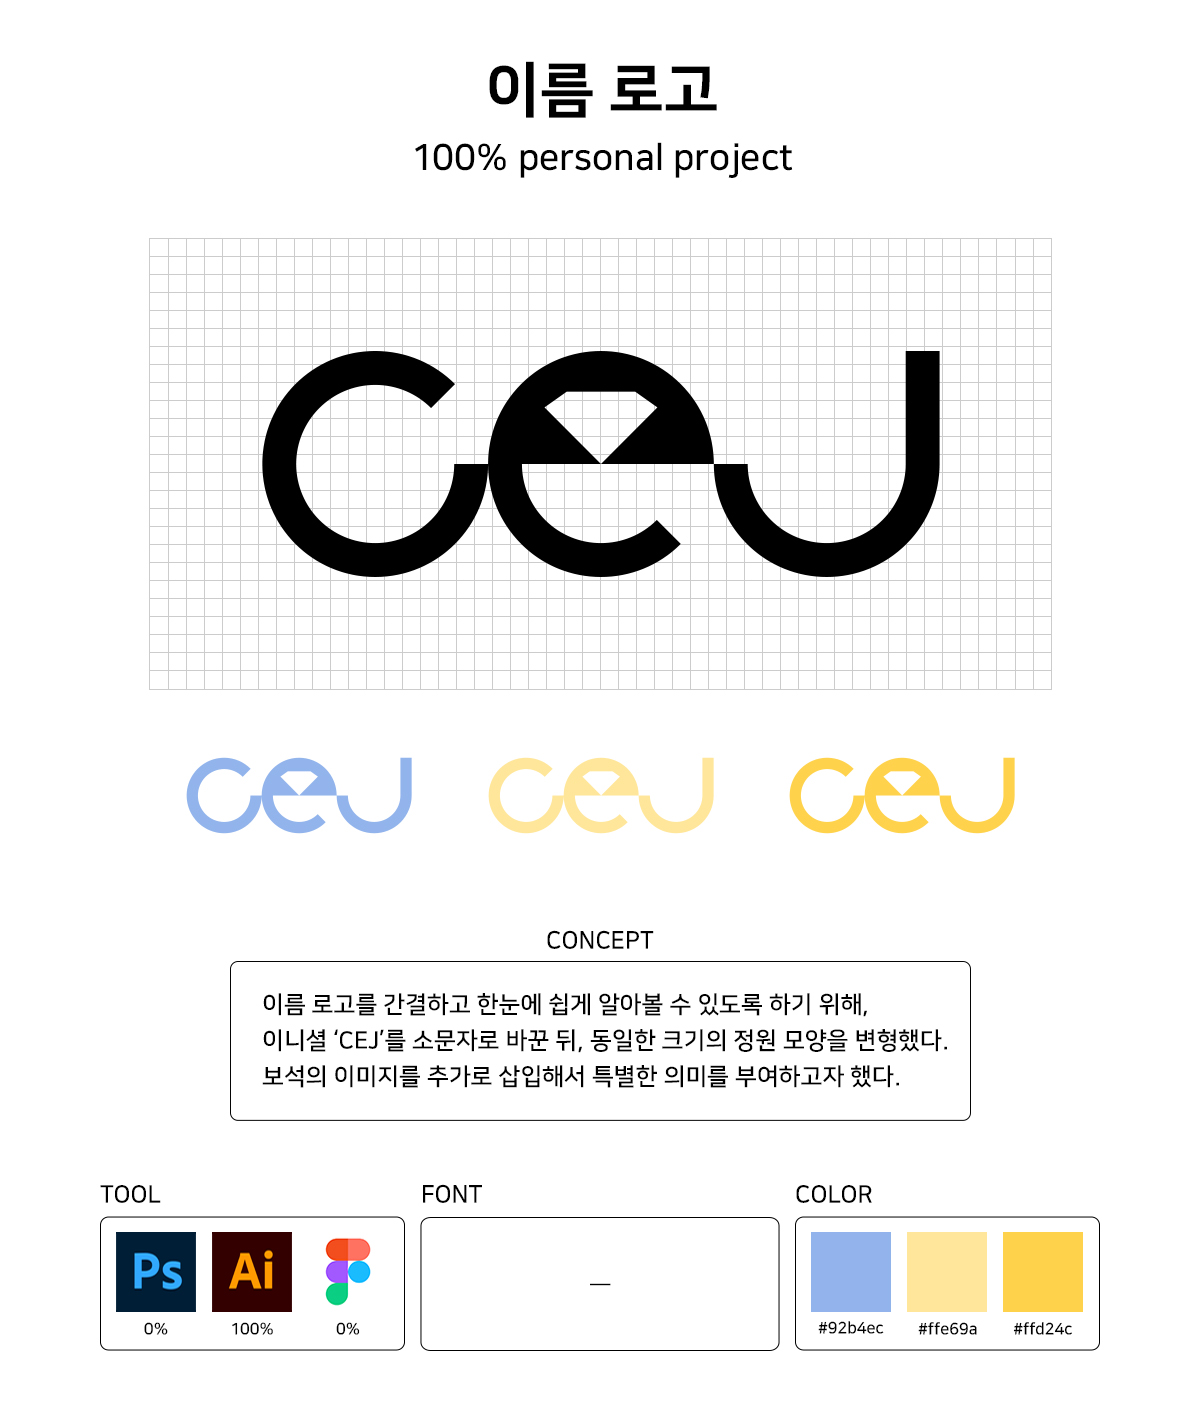 이름 로고
100% personal project
cej
cej cej cej
CONCEPT
이름 로고를 간결하고 한눈에 쉽게 알아볼 수 있도록 하기 위해,
이니셜 ‘CEJ’를 소문자로 바꾼 뒤, 동일한 크기의 정원 모양을 변형했다.
보석의 이미지를 추가로 삽입해서 특별한 의미를 부여하고자 했다.
TOOL
Ps Ai
0% 100% 0%
FONT
—
COLOR
#92b4ec #ffe69a #ffd24c